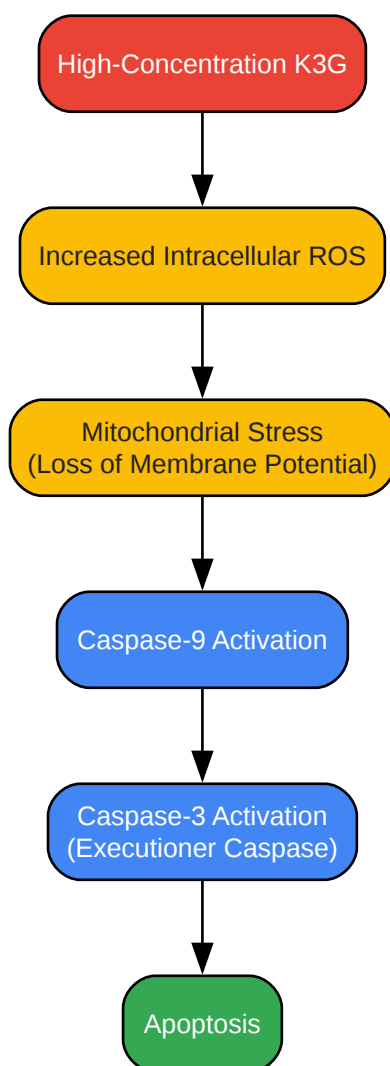 High-Concentration K3G
Increased Intracellular ROS
Mitochondrial Stress
(Loss of Membrane Potential)
Caspase-9 Activation
Caspase-3 Activation
(Executioner Caspase)
Apoptosis